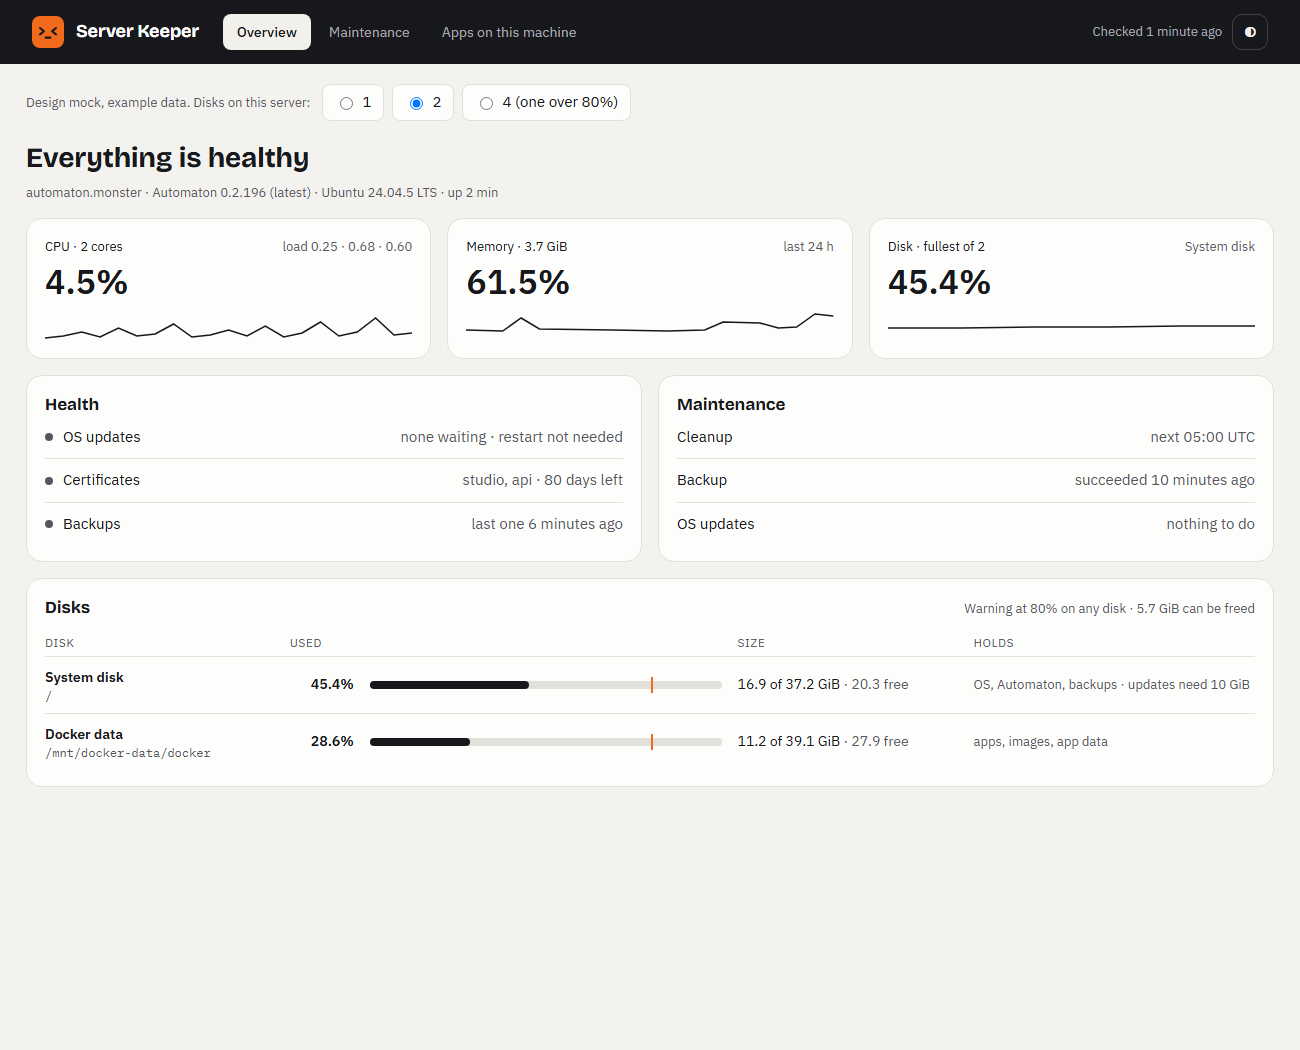 Server Keeper Overview Maintenance Apps on this machine Checked 1 minute ago
Design mock, example data. Disks on this server: 1 2 4 (one over 80%)
Everything is healthy
automaton.monster · Automaton 0.2.196 (latest) · Ubuntu 24.04.5 LTS · up 2 min
CPU · 2 cores load 0.25 · 0.68 · 0.60
4.5%
Memory · 3.7 GiB last 24 h
61.5%
Disk · fullest of 2 System disk
45.4%
Health
OS updates none waiting · restart not needed
Certificates studio, api · 80 days left
Backups last one 6 minutes ago
Maintenance
Cleanup next 05:00 UTC
Backup succeeded 10 minutes ago
OS updates nothing to do
Disks Warning at 80% on any disk · 5.7 GiB can be freed
DISK USED SIZE HOLDS
System disk 45.4% 16.9 of 37.2 GiB · 20.3 free OS, Automaton, backups · updates need 10 GiB
/
Docker data 28.6% 11.2 of 39.1 GiB · 27.9 free apps, images, app data
/mnt/docker-data/docker